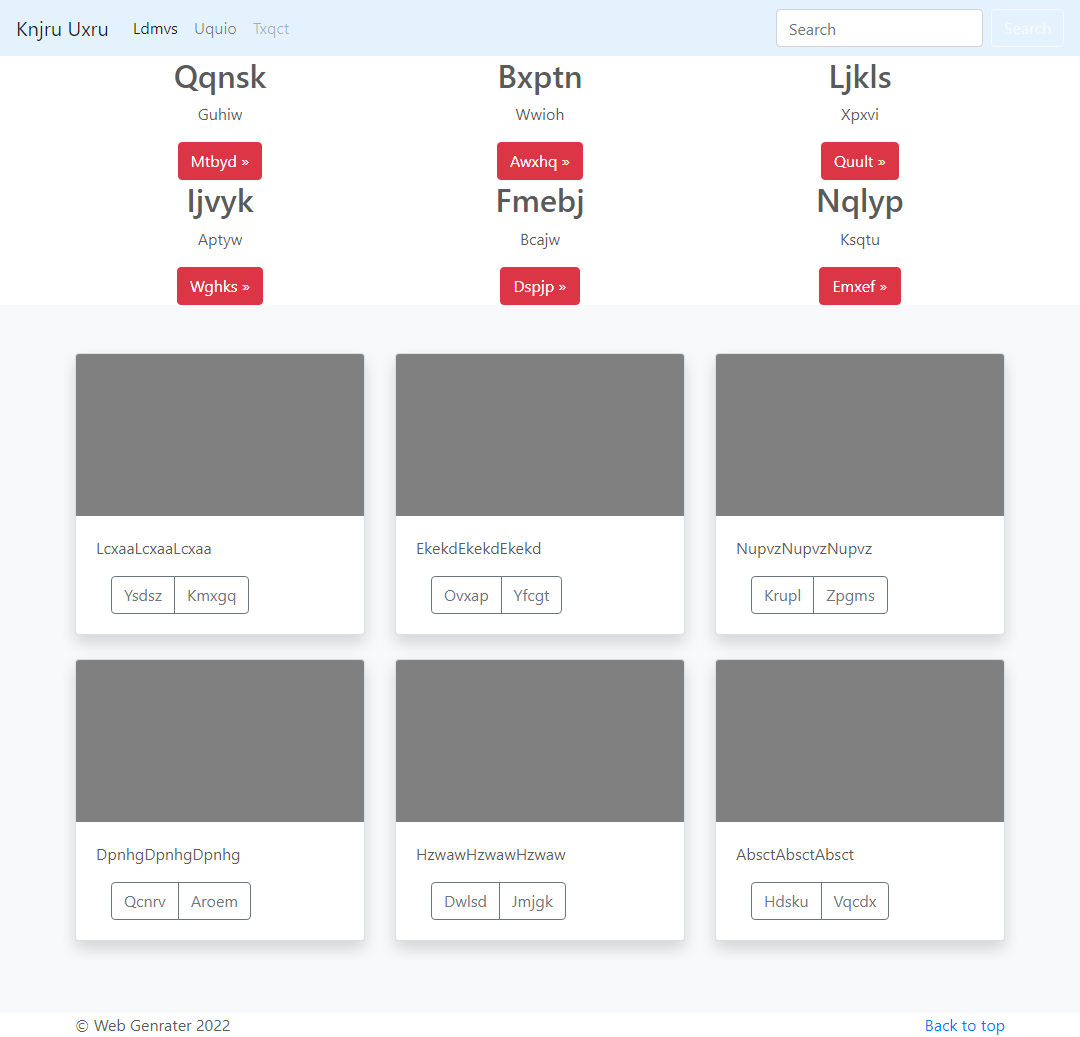 Knjru Uxru Ldmvs Uquio Txqct Search Search
Qqnsk Bxptn Ljkls
Guhiw Wwioh Xpxvi
Mtbyd » Awxhq » Quult »
Ijvyk Fmebj Nqlyp
Aptyw Bcajw Ksqtu
Wghks » Dspjp » Emxef »
LcxaaLcxaaLcxaa EkekdEkekdEkekd NupvzNupvzNupvz
Ysdsz Kmxgq Ovxap Yfcgt Krupl Zpgms
DpnhgDpnhgDpnhg HzwawHzwawHzwaw AbsctAbsctAbsct
Qcnrv Aroem Dwlsd Jmjgk Hdsku Vqcdx
© Web Genrater 2022 Back to top